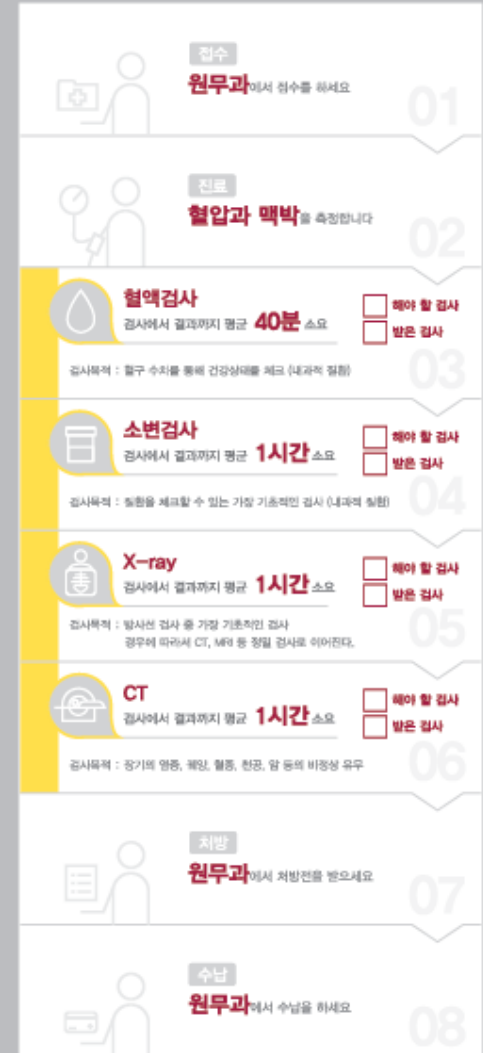 접수
원무과에서 접수를 하세요
01
진료
혈압과 맥박을 측정합니다
02
혈액검사
검사에서 결과까지 평균 40분 소요
해야 할 검사
받은 검사
검사목적 : 혈구 수치를 통해 건강상태를 체크 (내과적 질환)
03
소변검사
검사에서 결과까지 평균 1시간 소요
해야 할 검사
받은 검사
검사목적 : 질환을 체크할 수 있는 가장 기초적인 검사 (내과적 질환)
04
X-ray
검사에서 결과까지 평균 1시간 소요
해야 할 검사
받은 검사
검사목적 : 방사선 검사 중 가장 기초적인 검사
경우에 따라서 CT, MRI 등 정밀 검사로 이어진다.
05
CT
검사에서 결과까지 평균 1시간 소요
해야 할 검사
받은 검사
검사목적 : 장기의 염증, 궤양, 혈종, 천공, 암 등의 비정상 유무
06
처방
원무과에서 처방전을 받으세요
07
수납
원무과에서 수납을 하세요
08